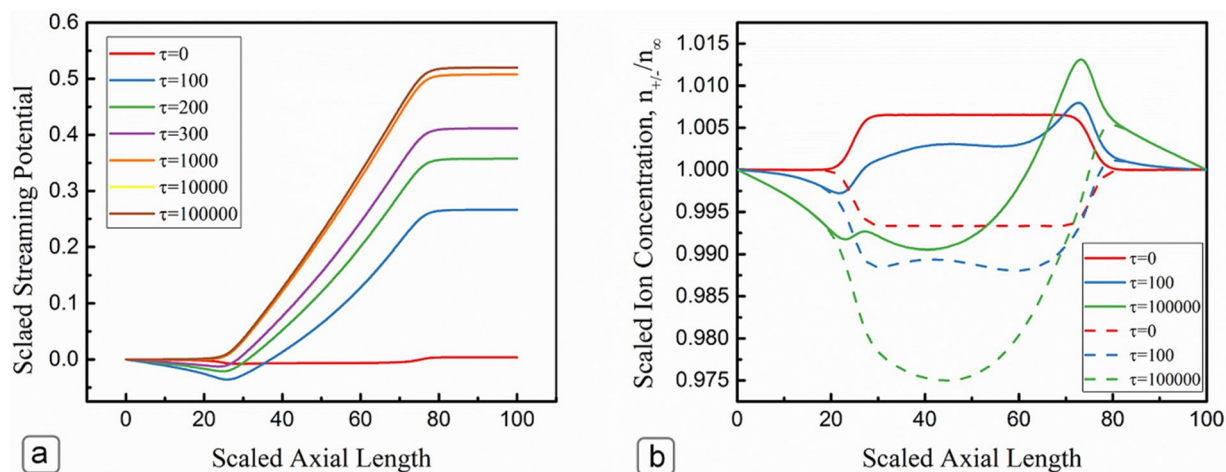 0.6
0.5
0.4
0.3
0.2
0.1
0.0
Sclaed Streaming Potential
τ=0
τ=100
τ=200
τ=300
τ=1000
τ=10000
τ=100000
0 20 40 60 80 100
Scaled Axial Length
a
1.015
1.010
1.005
1.000
0.995
0.990
0.985
0.980
0.975
Scaled Ion Concentration, n+/-/n∞
τ=0
τ=100
τ=100000
τ=0
τ=100
τ=100000
0 20 40 60 80 100
Scaled Axial Length
b